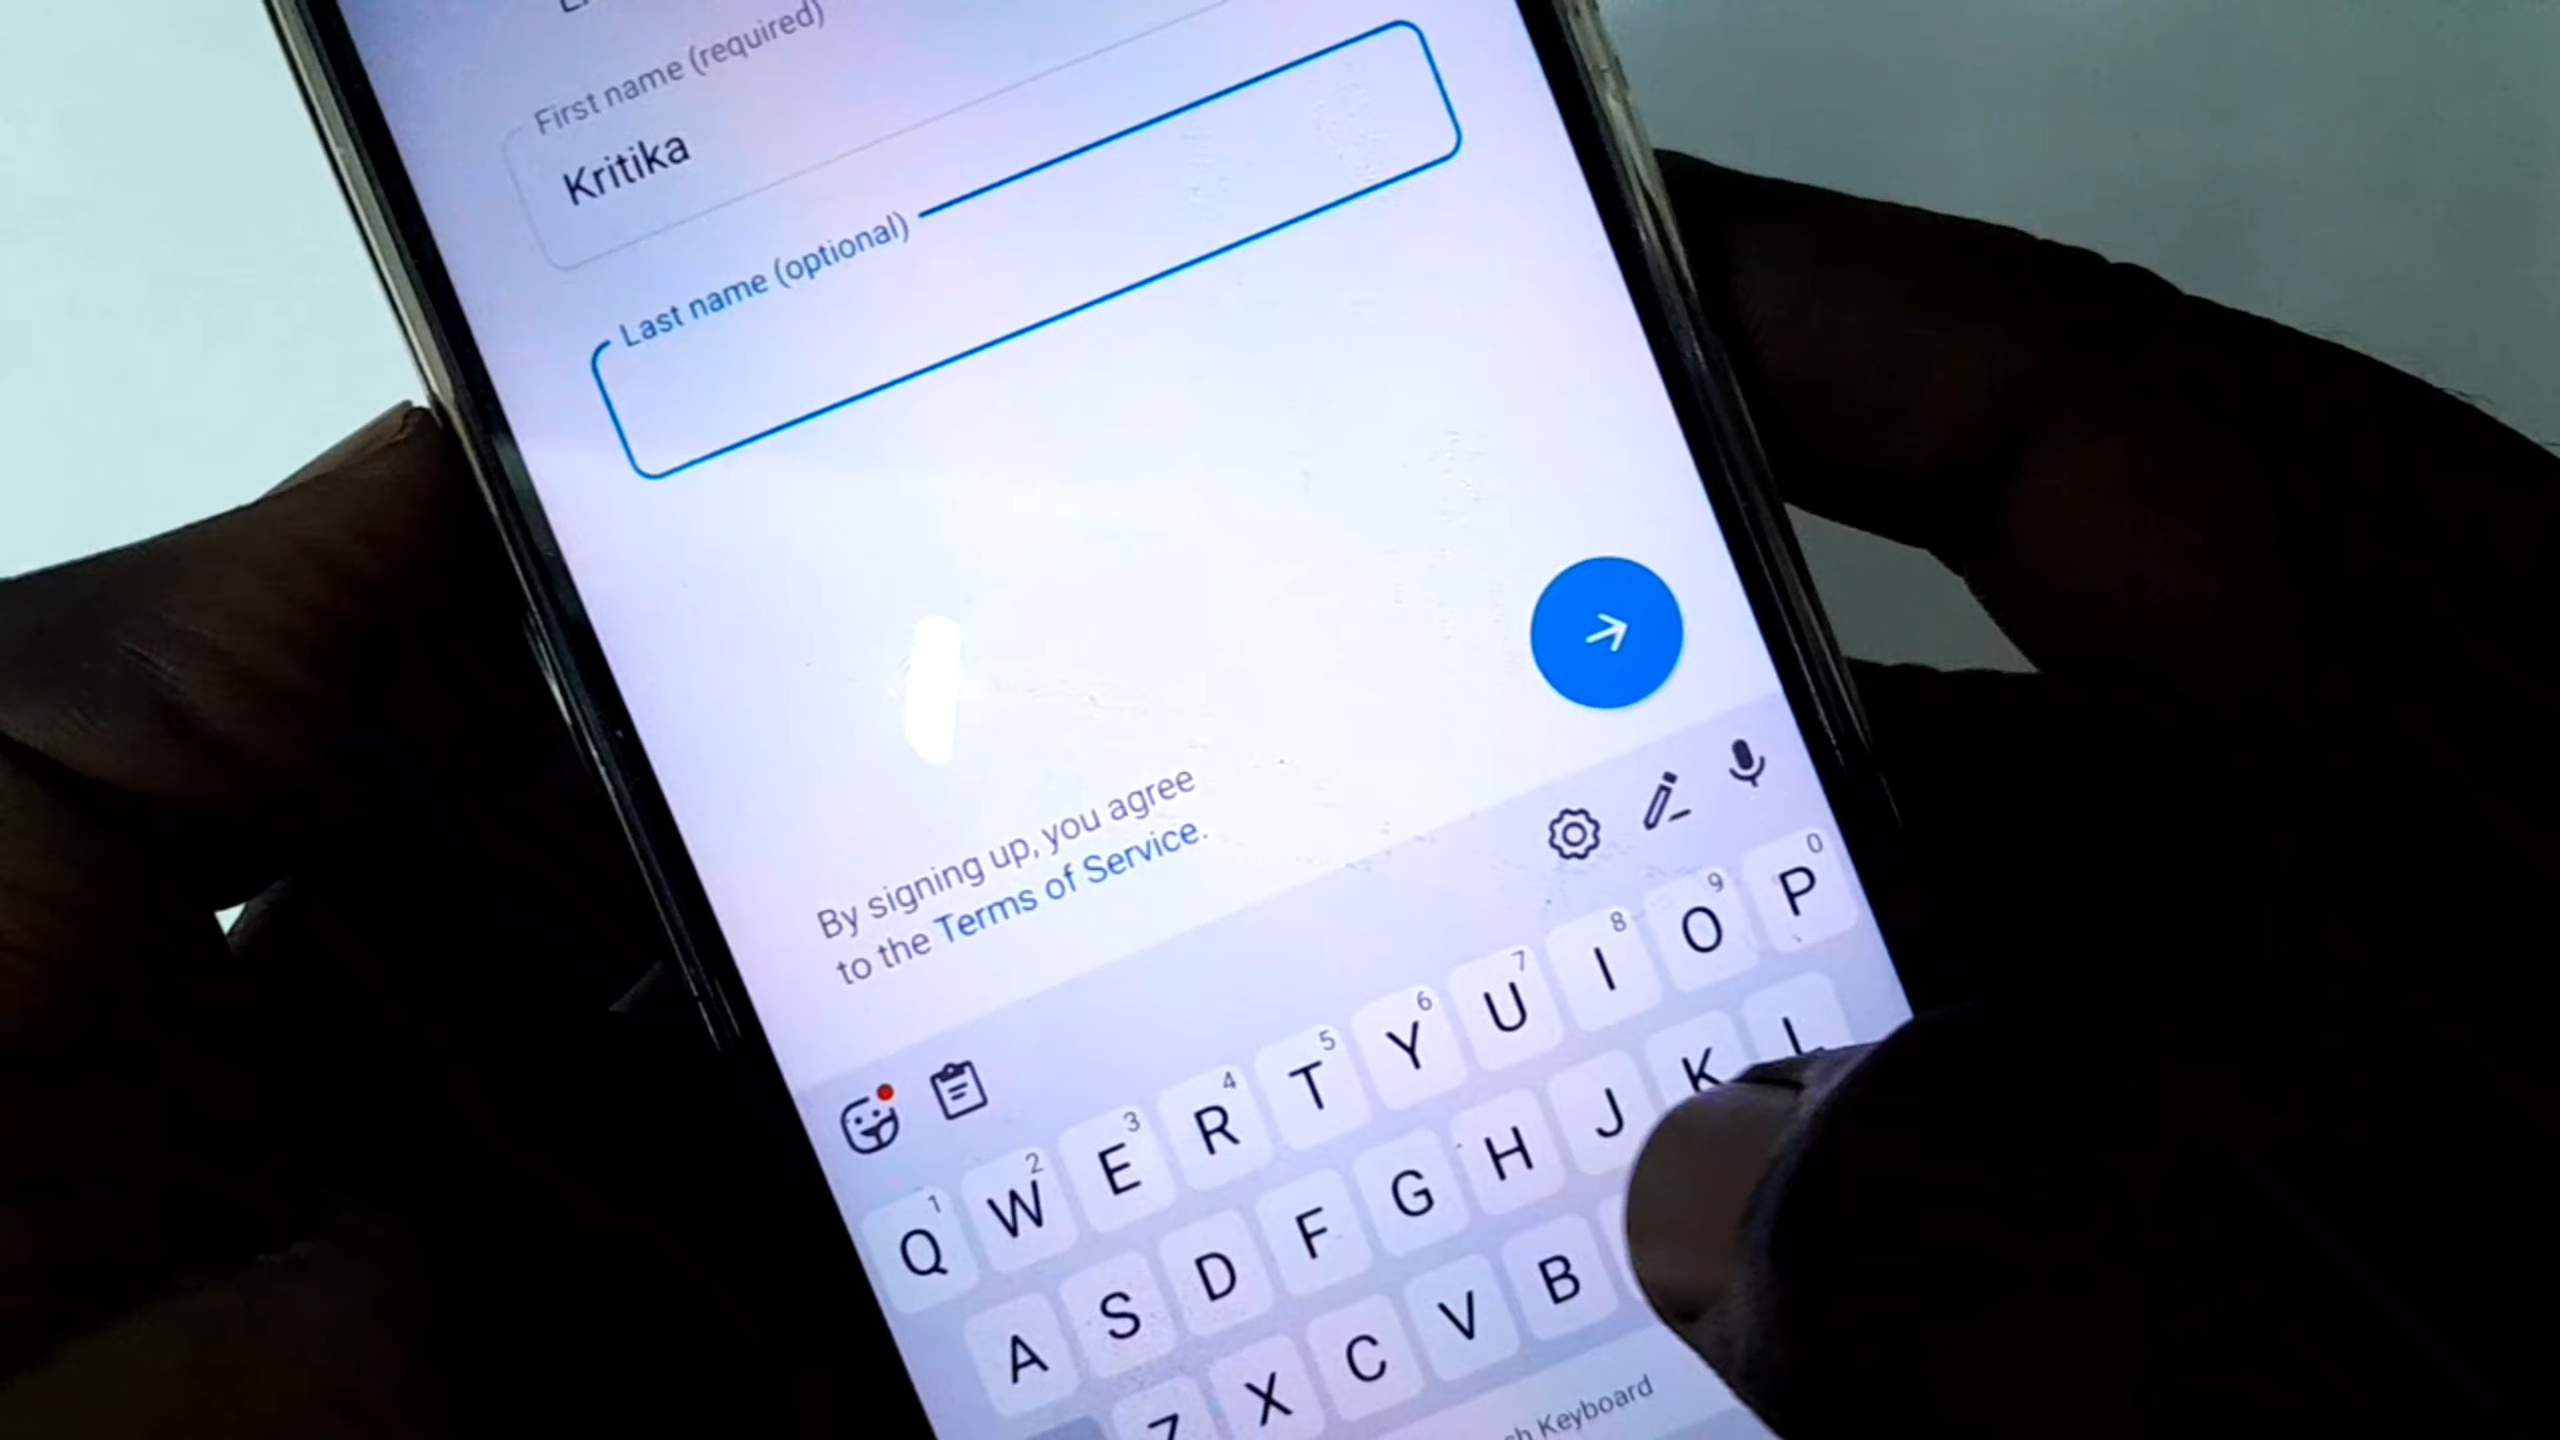 First name (required)
Kritika
Last name (optional)
By signing up, you agree
to the Terms of Service.
1 2 3 4 5 6 7 8 9 0
Q W E R T Y U I O P
A S D F G H J K L
Z X C V B
Keyboard